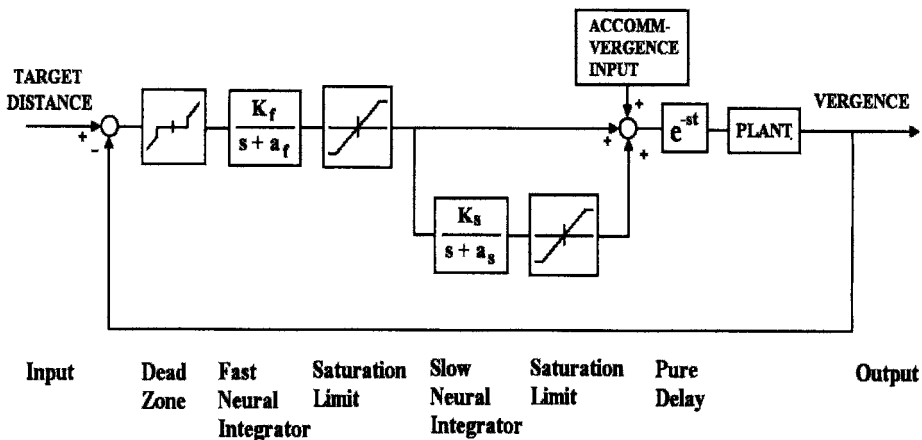 ACCOMM-
VERGENCE
INPUT
TARGET
DISTANCE
VERGENCE
+
-
K_f
s + a_f
+
+
+
e^-st
PLANT
K_s
s + a_s
Input
Dead
Zone
Fast
Neural
Integrator
Saturation
Limit
Slow
Neural
Integrator
Saturation
Limit
Pure
Delay
Output